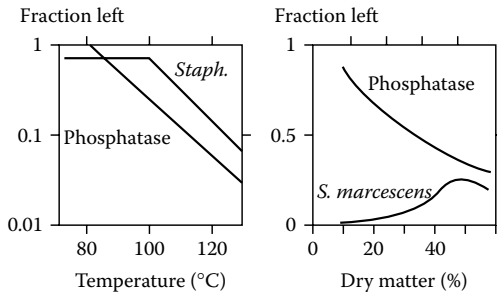 Fraction left
1
0.1
0.01
Staph.
Phosphatase
80
100
120
Temperature (°C)
Fraction left
1
0.5
0
Phosphatase
S. marcescens
0
20
40
Dry matter (%)